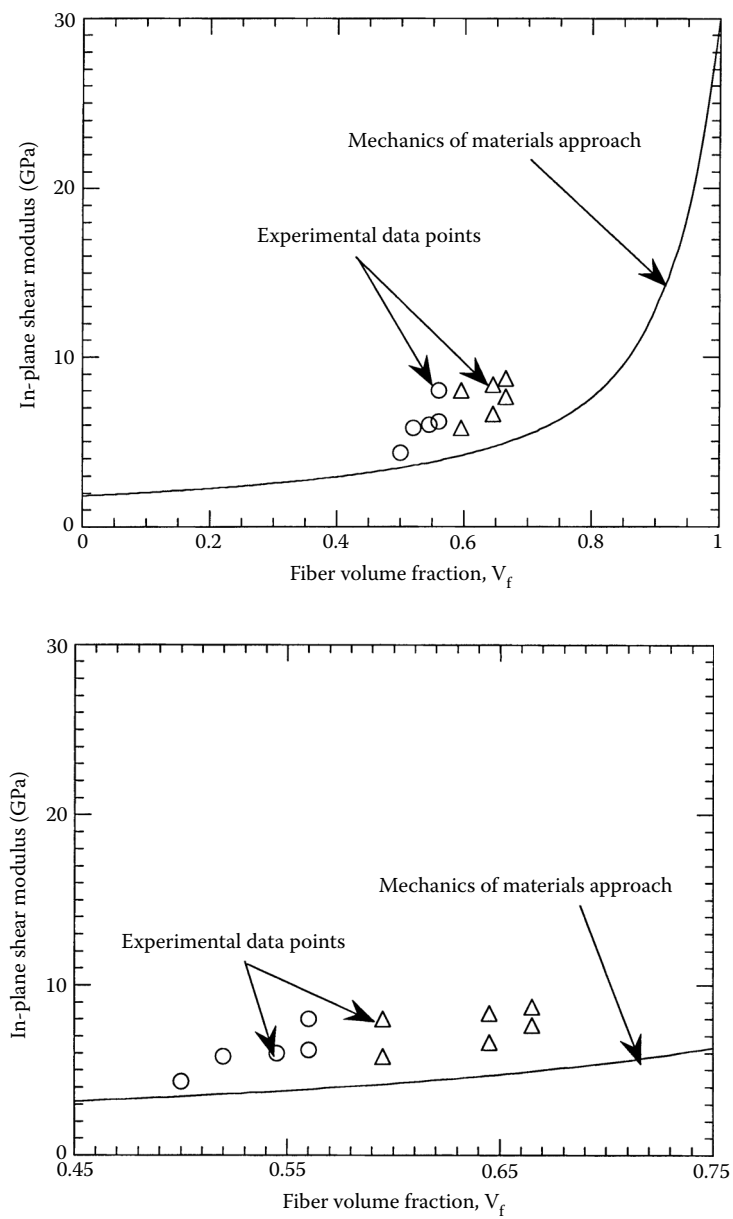 30
20
10
0
In-plane shear modulus (GPa)
Mechanics of materials approach
Experimental data points
0 0.2 0.4 0.6 0.8 1
Fiber volume fraction, V_f
30
20
10
0
In-plane shear modulus (GPa)
Mechanics of materials approach
Experimental data points
0.45 0.55 0.65 0.75
Fiber volume fraction, V_f